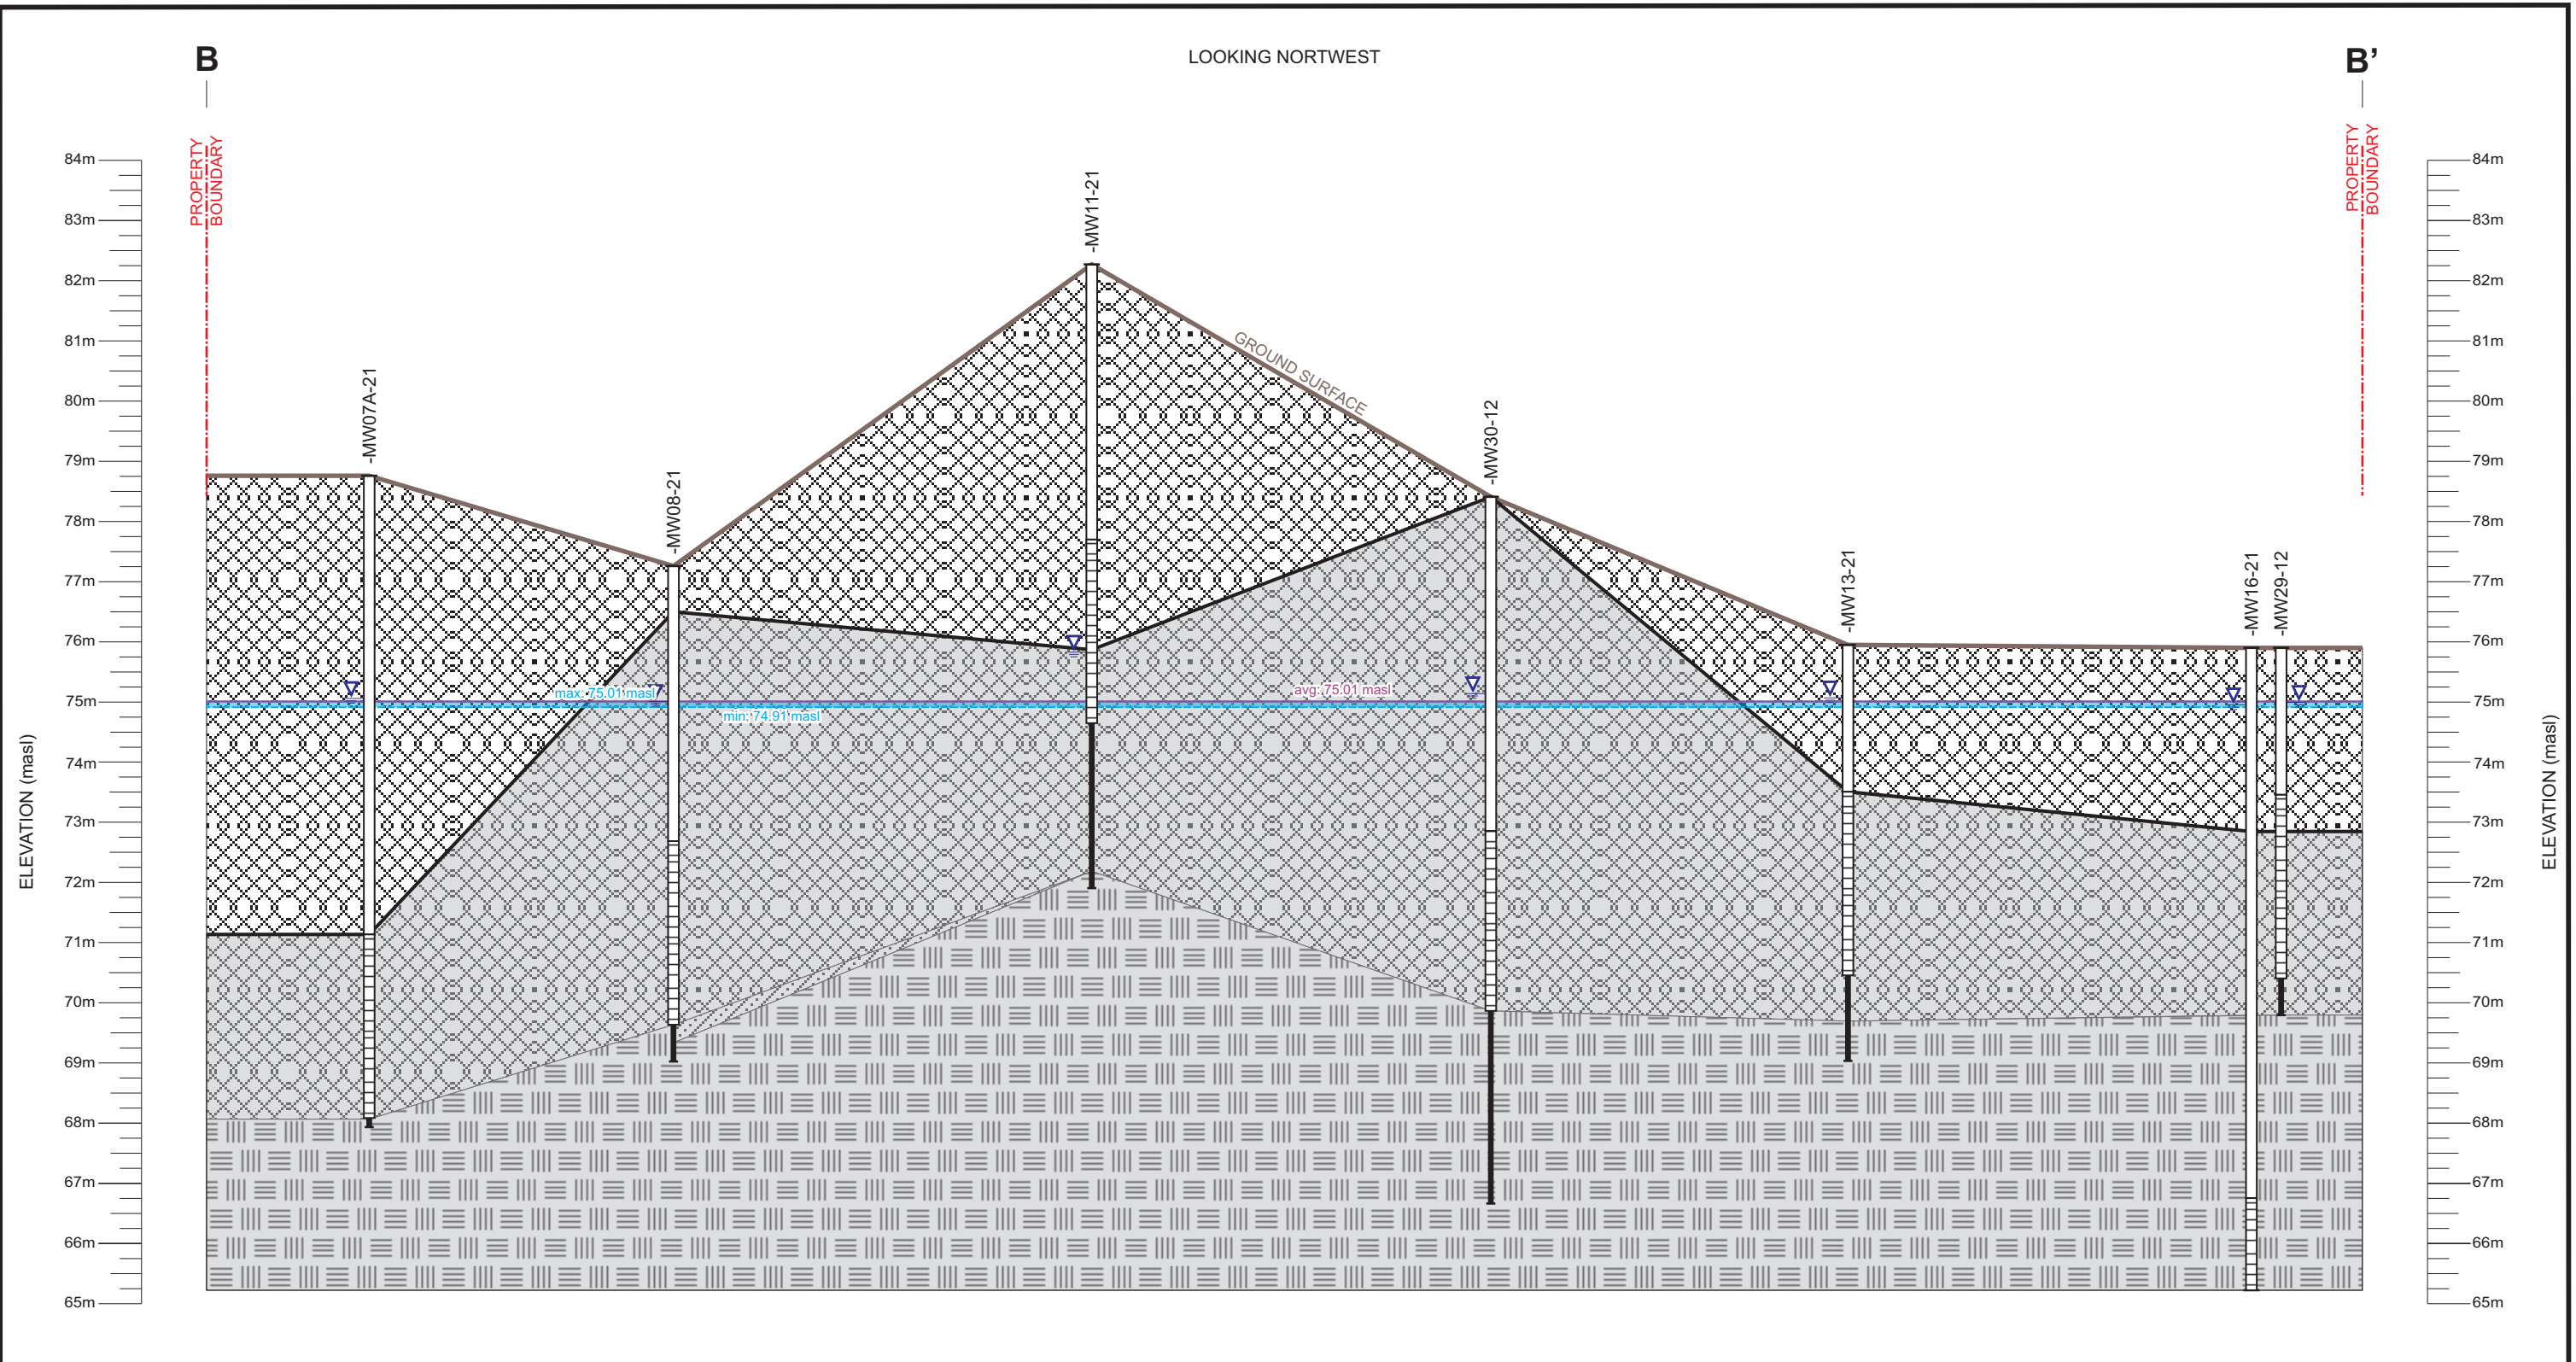 B
LOOKING NORTWEST
B’
PROPERTY
BOUNDARY
PROPERTY
BOUNDARY
84m
83m
82m
81m
80m
79m
78m
77m
76m
75m
74m
73m
72m
71m
70m
69m
68m
67m
66m
65m
ELEVATION (masl)
-MW07A-21
-MW08-21
-MW11-21
GROUND SURFACE
-MW30-12
-MW13-21
-MW16-21
-MW29-12
max: 75.01 masl
min: 74.91 masl
avg: 75.01 masl
84m
83m
82m
81m
80m
79m
78m
77m
76m
75m
74m
73m
72m
71m
70m
69m
68m
67m
66m
65m
ELEVATION (masl)